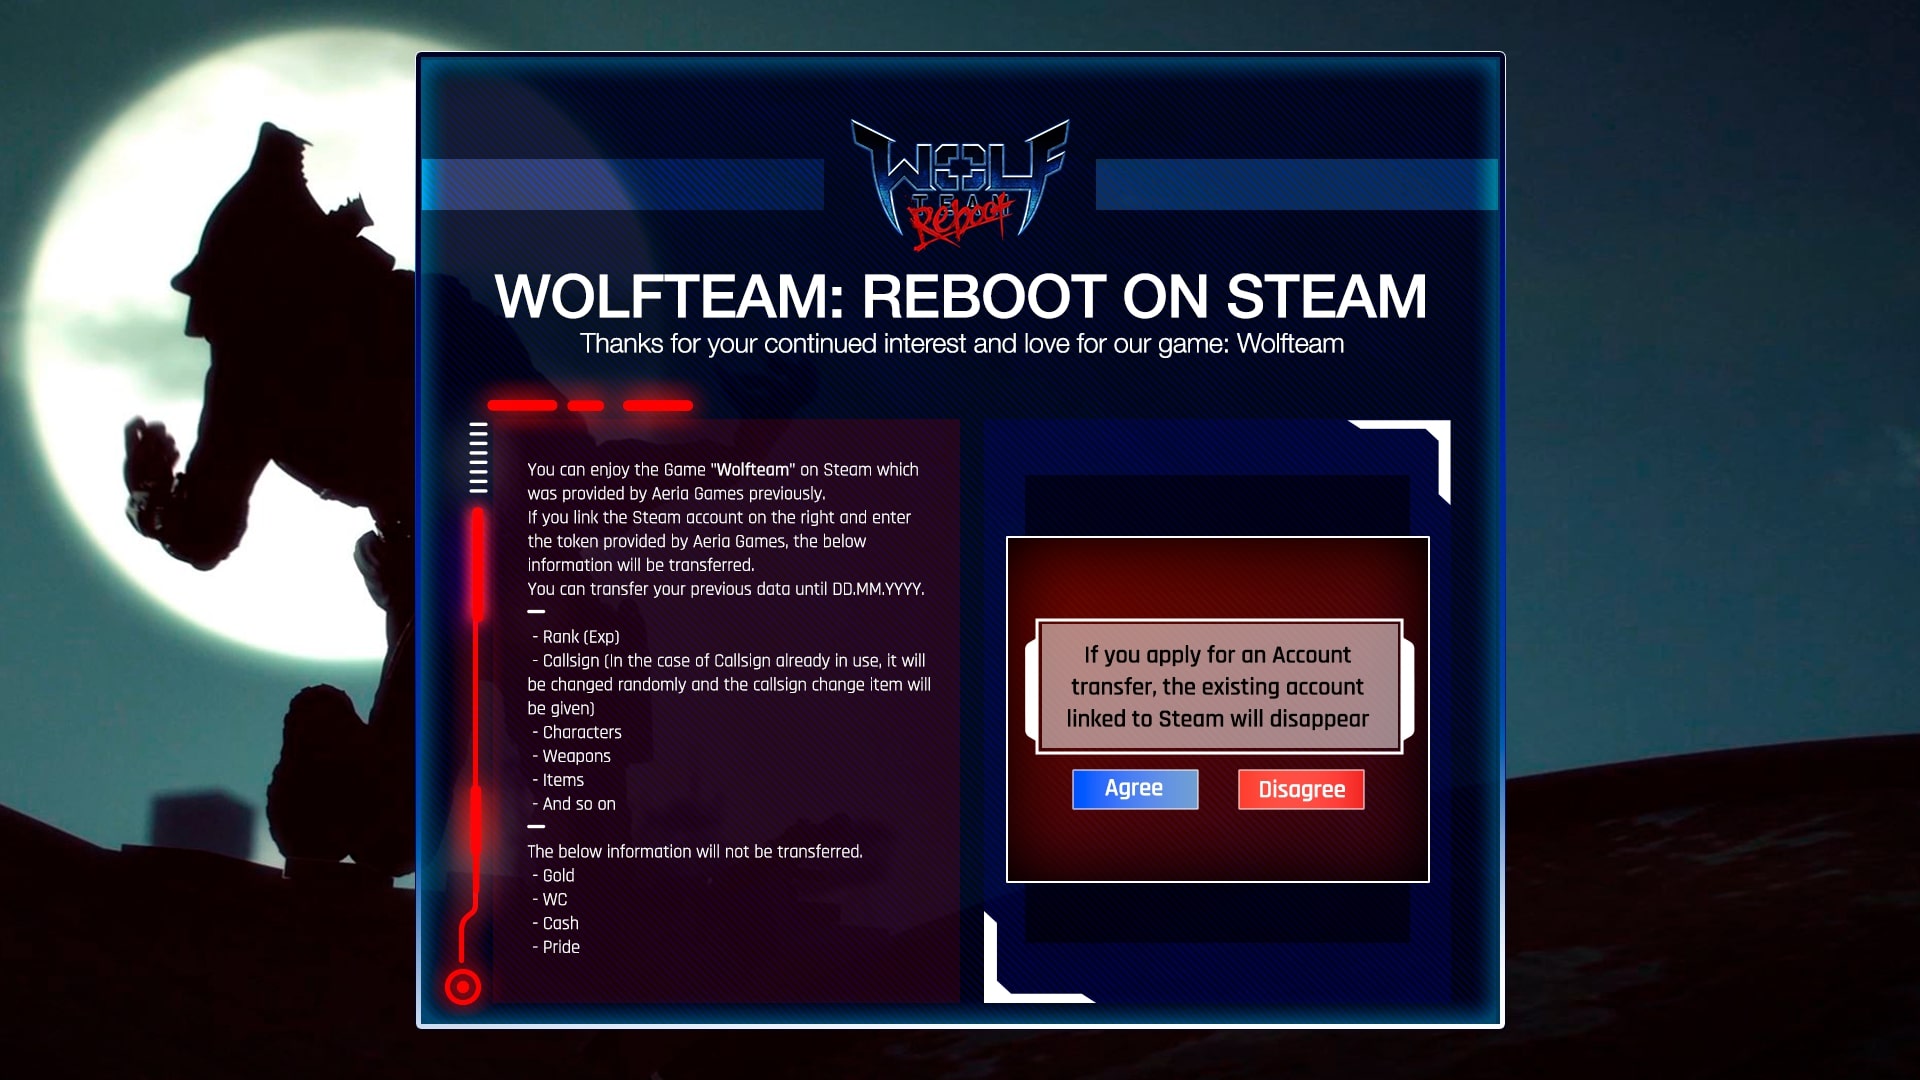 WOLF
TEAM
Reboot
WOLFTEAM: REBOOT ON STEAM
Thanks for your continued interest and love for our game: Wolfteam
You can enjoy the Game "Wolfteam" on Steam which
was provided by Aeria Games previously.
If you link the Steam account on the right and enter
the token provided by Aeria Games, the below
information will be transferred.
You can transfer your previous data until DD.MM.YYYY.
- Rank (Exp)
- Callsign (In the case of Callsign already in use, it will
be changed randomly and the callsign change item will
be given)
- Characters
- Weapons
- Items
- And so on
The below information will not be transferred.
- Gold
- WC
- Cash
- Pride
If you apply for an Account
transfer, the existing account
linked to Steam will disappear
Agree
Disagree